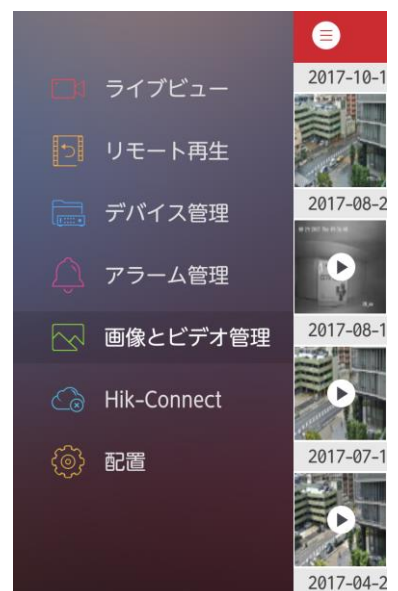 ライブビュー
リモート再生
デバイス管理
アラーム管理
画像とビデオ管理
Hik-Connect
配置
2017-10-1
2017-08-2
2017-08-1
2017-07-1
2017-04-2